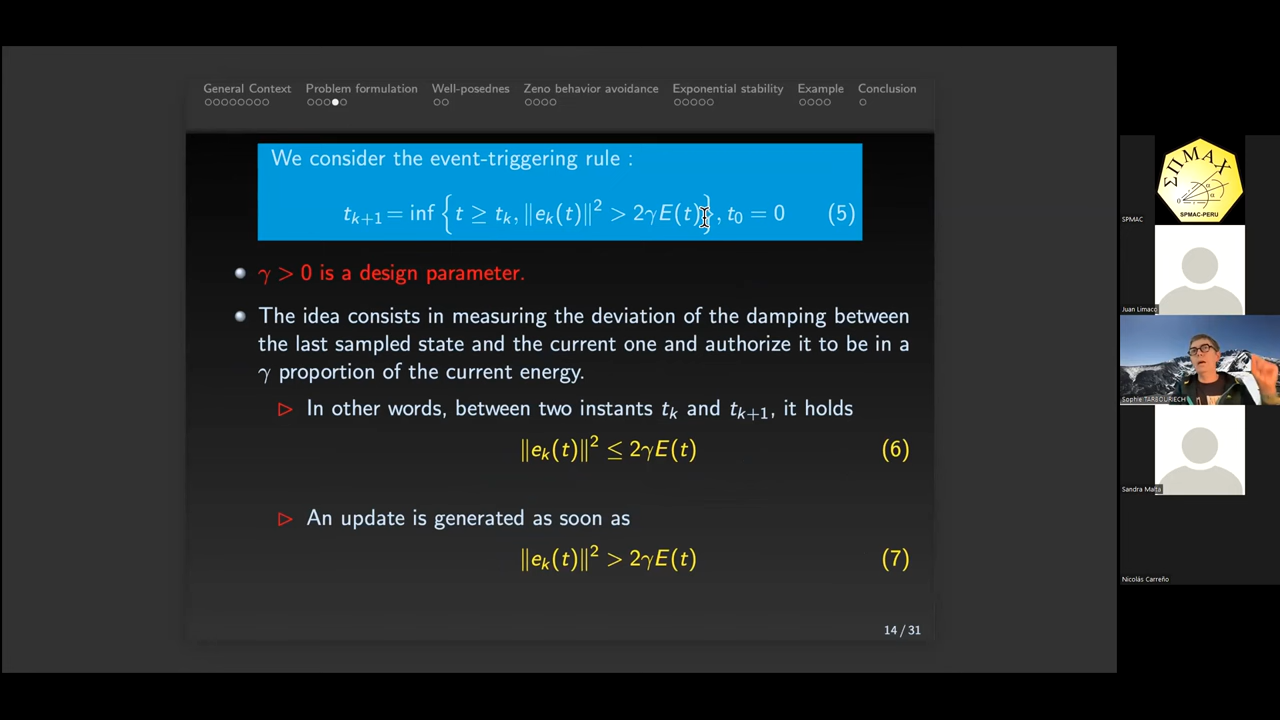 General Context Problem formulation Well-posednes Zeno behavior avoidance Exponential stability Example Conclusion
We consider the event-triggering rule :
t_{k+1} = inf { t ≥ t_k, ‖e_k(t)‖² > 2γE(t) }, t_0 = 0 (5)
γ > 0 is a design parameter.
The idea consists in measuring the deviation of the damping between
the last sampled state and the current one and authorize it to be in a
γ proportion of the current energy.
▷ In other words, between two instants t_k and t_{k+1}, it holds
‖e_k(t)‖² ≤ 2γE(t) (6)
▷ An update is generated as soon as
‖e_k(t)‖² > 2γE(t) (7)
14 / 31
ΣΠMAX
SPMAC-PERU
SPMAC
Juan Limaco
Sophie TARBOURIECH
Sandra Malta
Nicolás Carreño